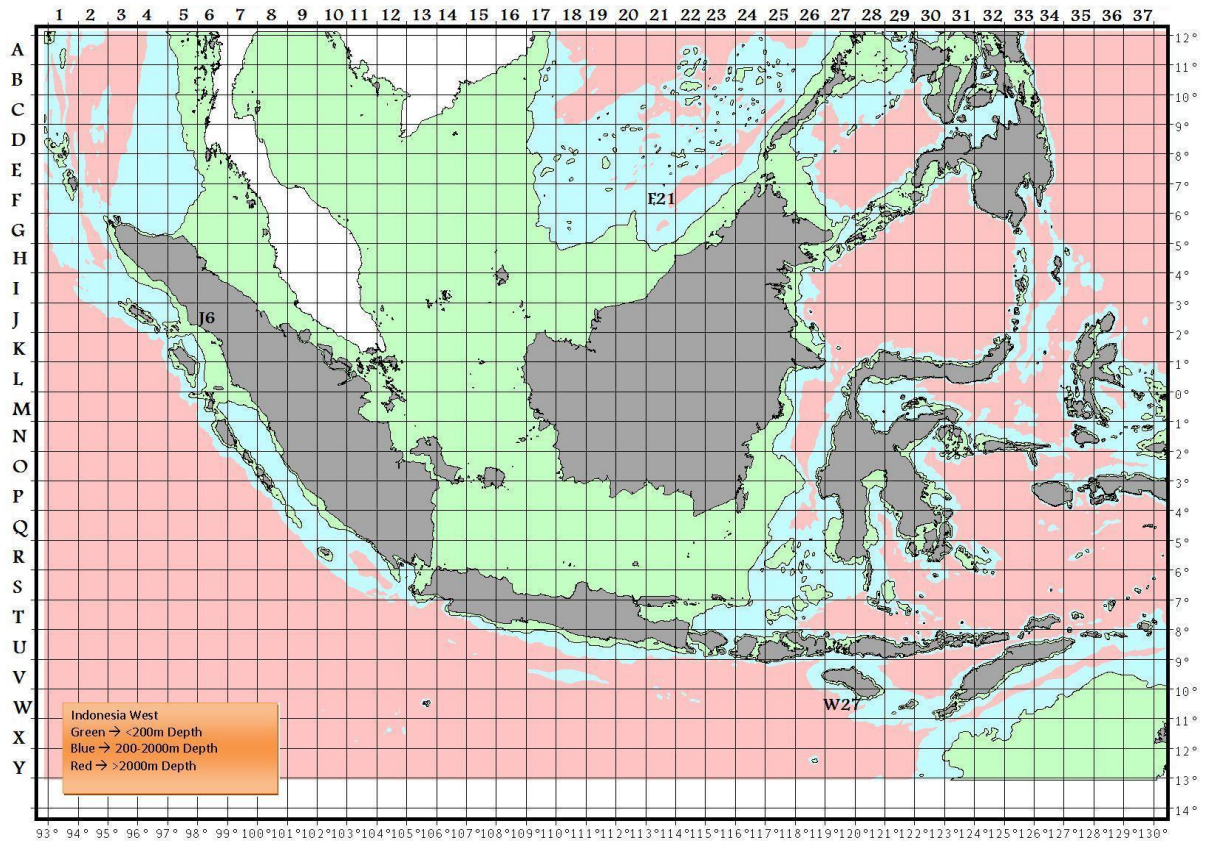 1 2 5 6 7 8 9 10 11 12 13 14 15 16 17 18 19 20 21 22 23 24 25 26 27 28 29 30 31 32 33 34 35 36 37
A 12°
B 11°
C 10°
D 9°
E 8°
F 7°
E21
G 6°
H 5°
I 4°
J 3°
J6
K 2°
L 1°
M 0°
N 1°
O 2°
P 3°
Q 4°
R 5°
S 6°
T 7°
U 8°
V 9°
W 10°
W27
X 11°
Y 12°
13°
14°
Indonesia West
Green → <200m Depth
Blue → 200-2000m Depth
Red → >2000m Depth
93° 94° 95° 96° 97° 98° 99° 100° 101° 102° 103° 104° 105° 106° 107° 108° 109° 110° 111° 112° 113° 114° 115° 116° 117° 118° 119° 120° 121° 122° 123° 124° 125° 126° 127° 128° 129° 130°